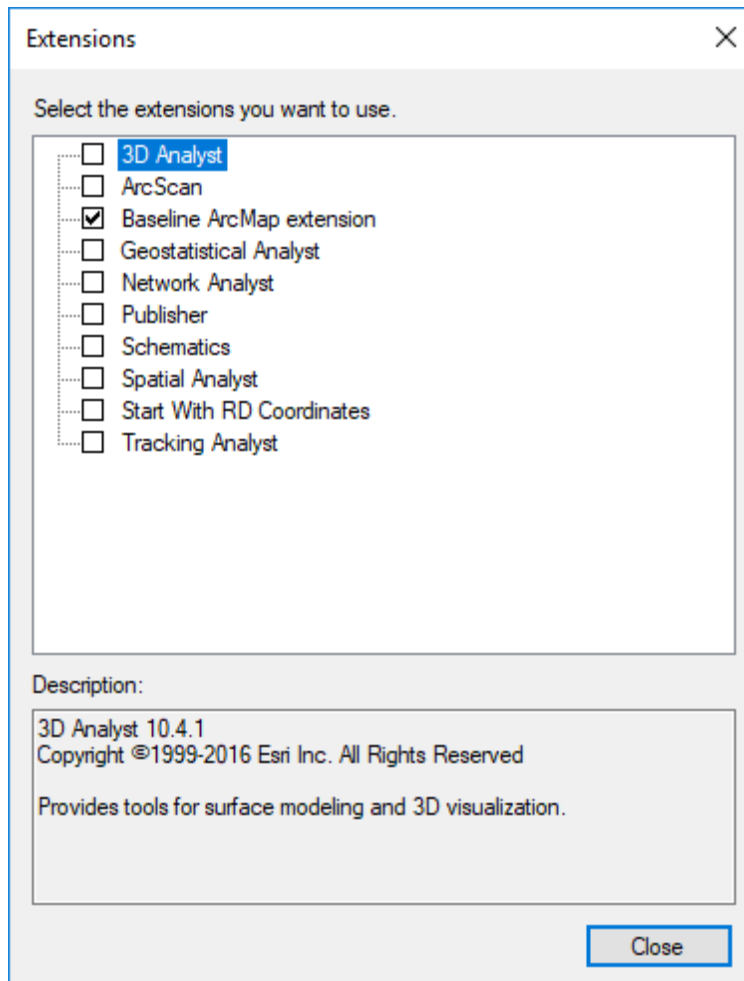 Extensions
Select the extensions you want to use.
3D Analyst
ArcScan
Baseline ArcMap extension
Geostatistical Analyst
Network Analyst
Publisher
Schematics
Spatial Analyst
Start With RD Coordinates
Tracking Analyst
Description:
3D Analyst 10.4.1
Copyright ©1999-2016 Esri Inc. All Rights Reserved
Provides tools for surface modeling and 3D visualization.
Close